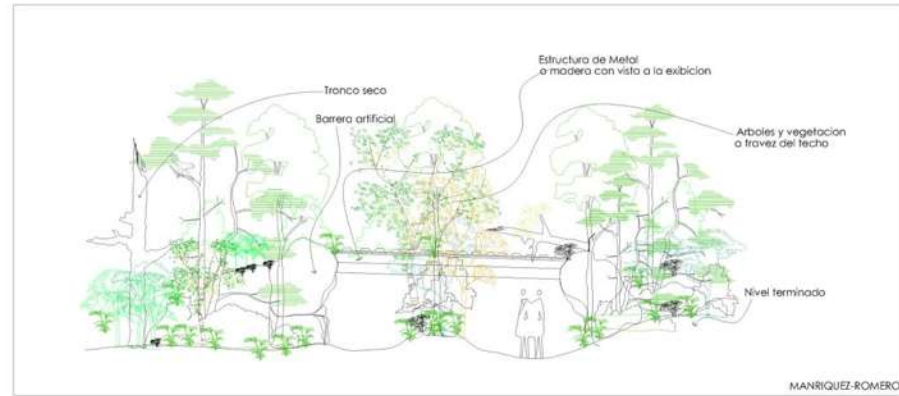 Estructura de Metal
o madera con vista a la exibicion
Tronco seco
Barrera artificial
Arboles y vegetacion
a travez del techo
Nivel terminado
MANRIQUEZ-ROMERO